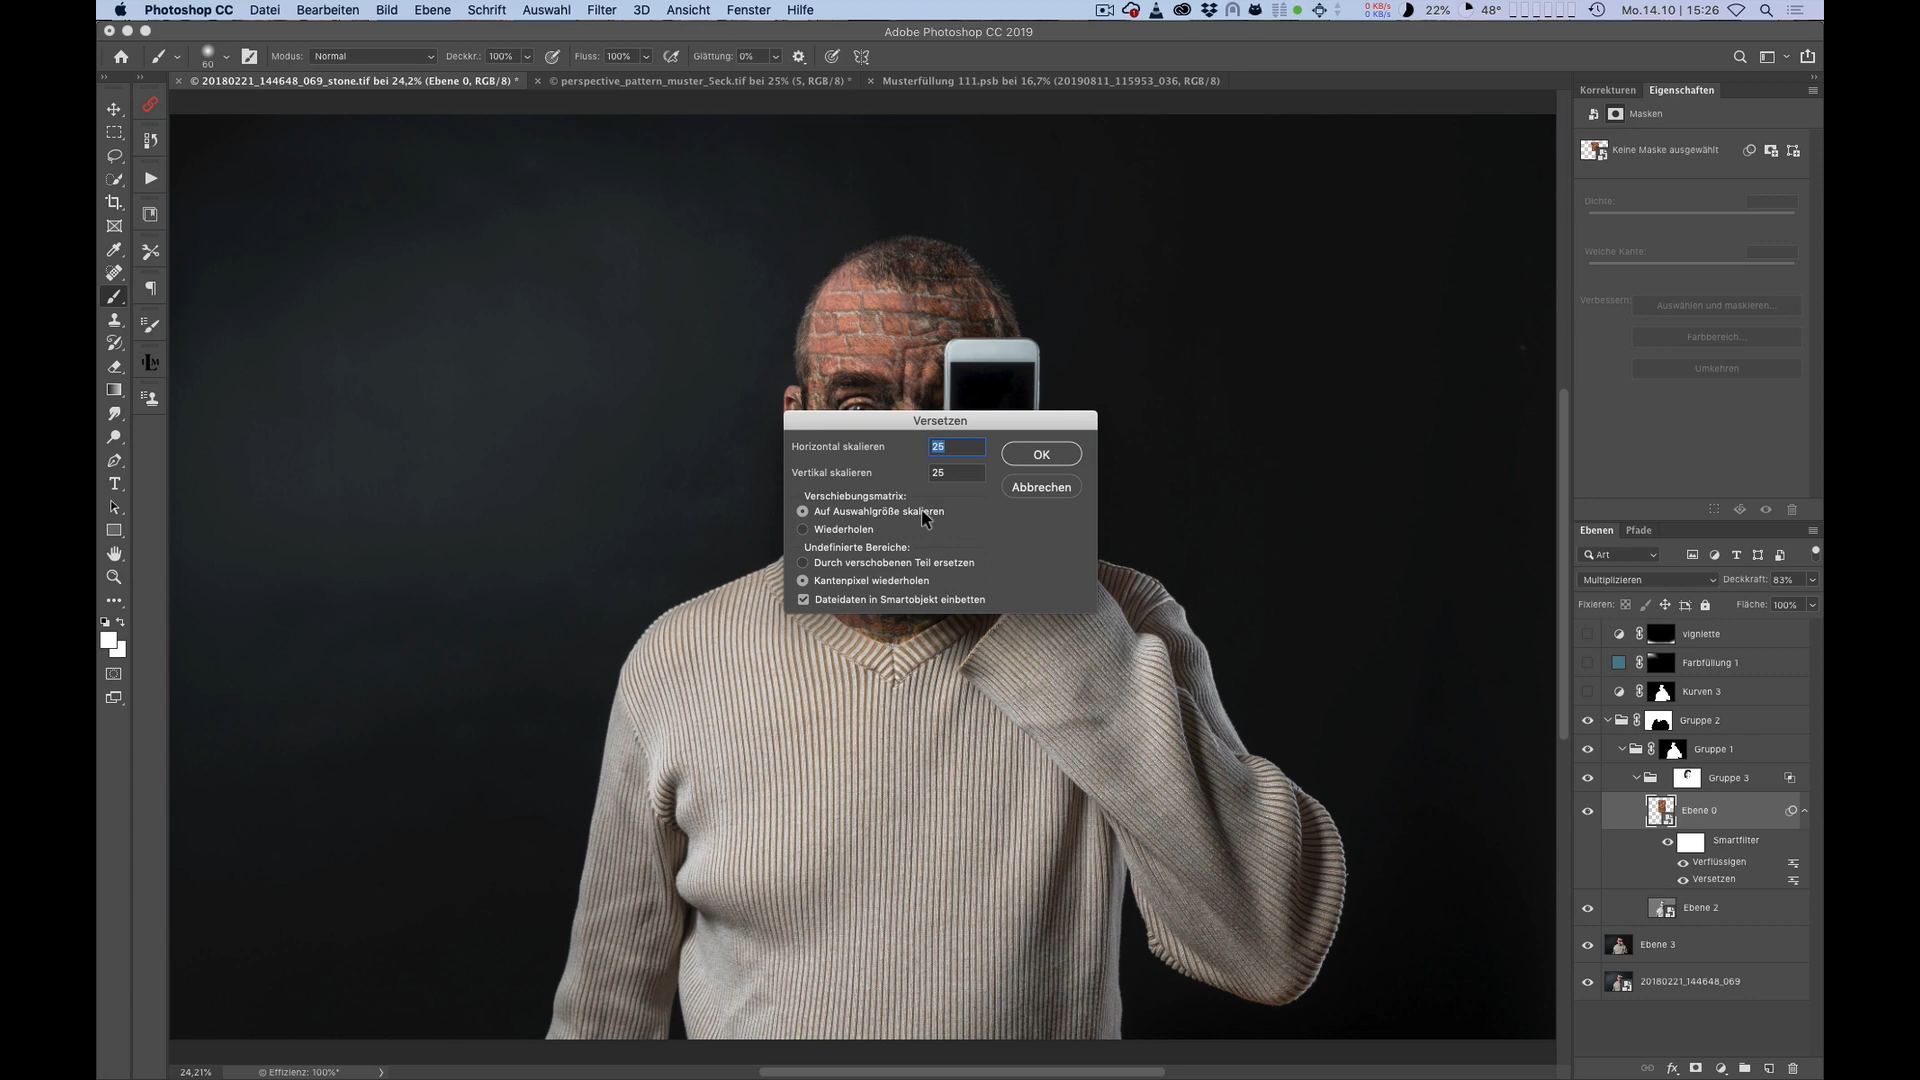 Photoshop CC Datei Bearbeiten Bild Ebene Schrift Auswahl Filter 3D Ansicht Fenster Hilfe
0 KB/s
0 KB/s
22% 48° Mo.14.10 | 15:26
Adobe Photoshop CC 2019
60 Modus: Normal Deckkr.: 100% Fluss: 100% Glättung: 0%
© 20180221_144648_069_stone.tif bei 24,2% (Ebene 0, RGB/8) * © perspective_pattern_muster_5eck.tif bei 25% (5, RGB/8) * Musterfüllung 111.psb bei 16,7% (20190811_115953_036, RGB/8)
Korrekturen Eigenschaften
Masken
Keine Maske ausgewählt
Dichte:
Weiche Kante:
Verbessern: Auswählen und maskieren...
Farbbereich...
Umkehren
Versetzen
Horizontal skalieren 25 OK
Vertikal skalieren 25 Abbrechen
Verschiebungsmatrix:
Auf Auswahlgröße skalieren
Wiederholen
Undefinierte Bereiche:
Durch verschobenen Teil ersetzen
Kantenpixel wiederholen
Dateidaten in Smartobjekt einbetten
Ebenen Pfade
Art
Multiplizieren Deckkraft: 83%
Fixieren: Fläche: 100%
vigniette
Farbfüllung 1
Kurven 3
Gruppe 2
Gruppe 1
Gruppe 3
Ebene 0
Smartfilter
Verflüssigen
Versetzen
Ebene 2
Ebene 3
20180221_144648_069
24,21% © Effizienz: 100%*
fx